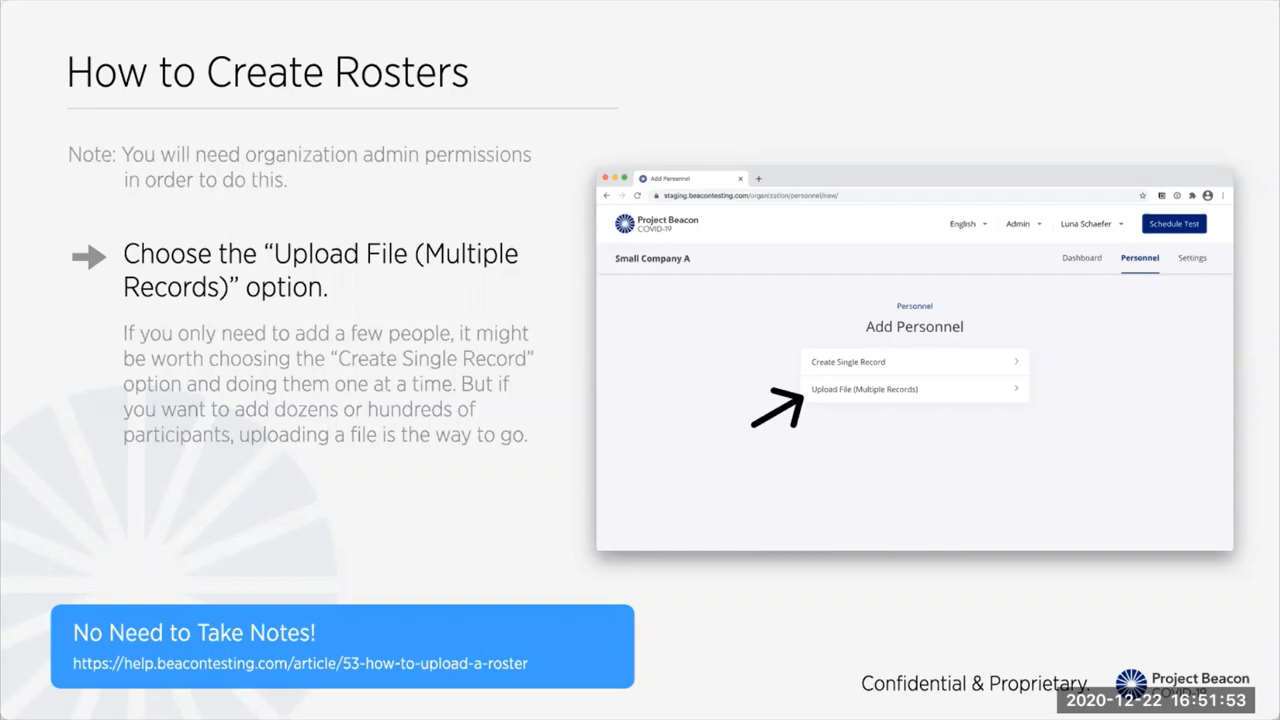 How to Create Rosters
Note: You will need organization admin permissions
in order to do this.
Choose the “Upload File (Multiple
Records)” option.
If you only need to add a few people, it might
be worth choosing the “Create Single Record”
option and doing them one at a time. But if
you want to add dozens or hundreds of
participants, uploading a file is the way to go.
Add Personnel
staging.beacontesting.com/organization/personnel/new/
Project Beacon
COVID-19
English
Admin
Luna Schaefer
Schedule Test
Small Company A
Dashboard
Personnel
Settings
Personnel
Add Personnel
Create Single Record
Upload File (Multiple Records)
No Need to Take Notes!
https://help.beacontesting.com/article/53-how-to-upload-a-roster
Confidential & Proprietary.
Project Beacon
2020-12-22 16:51:53